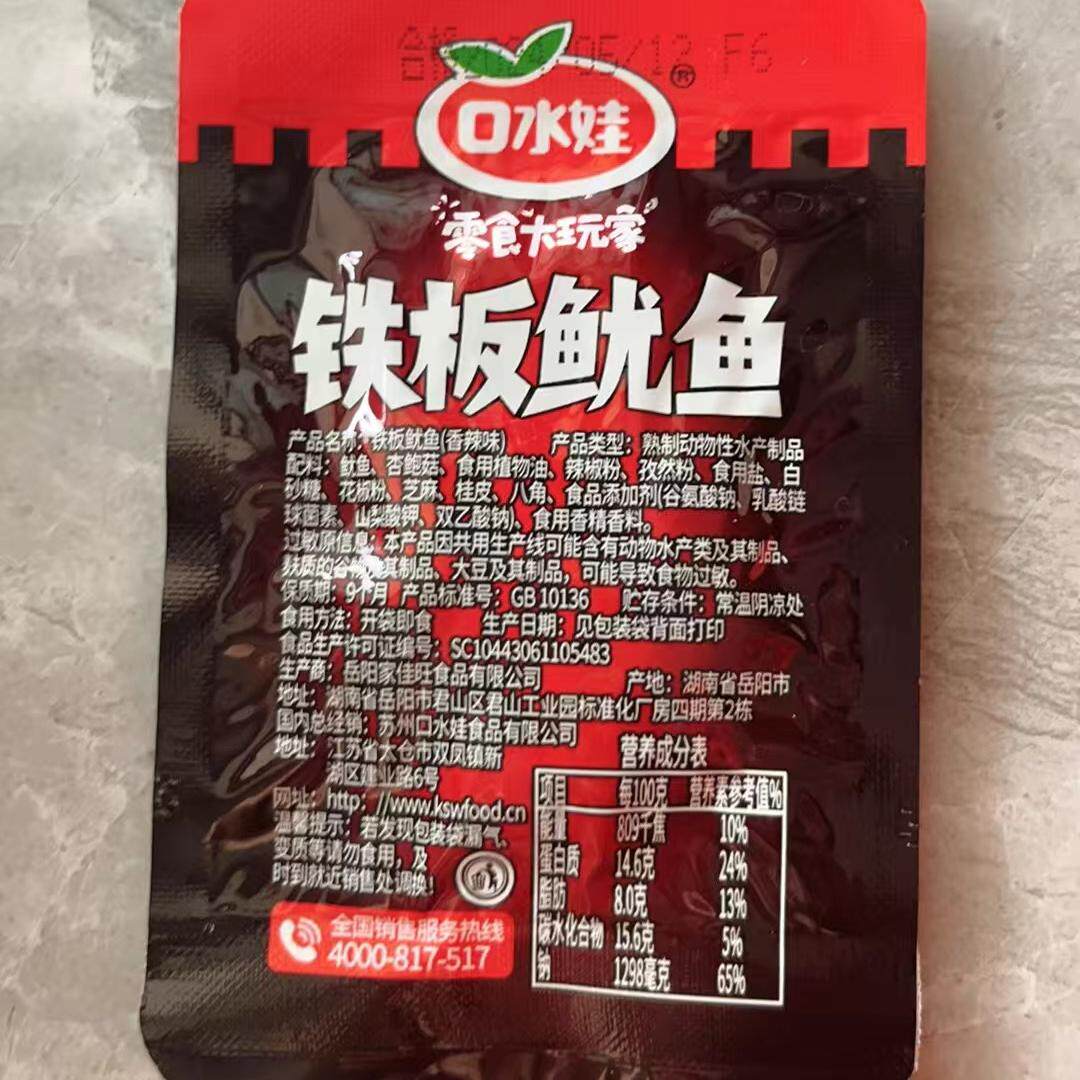 合格 05/12 F6
口水娃
®
零食大玩家
铁板鱿鱼
产品名称：铁板鱿鱼(香辣味) 产品类型：熟制动物性水产制品
配料：鱿鱼、杏鲍菇、食用植物油、辣椒粉、孜然粉、食用盐、白
砂糖、花椒粉、芝麻、桂皮、八角、食品添加剂(谷氨酸钠、乳酸链
球菌素、山梨酸钾、双乙酸钠)、食用香精香料。
过敏原信息：本产品因共用生产线可能含有动物水产类及其制品、
麸质的谷物及其制品、大豆及其制品，可能导致食物过敏。
保质期：9个月 产品标准号：GB 10136 贮存条件：常温阴凉处
食用方法：开袋即食 生产日期：见包装袋背面打印
食品生产许可证编号：SC10443061105483
生产商：岳阳家佳旺食品有限公司 产地：湖南省岳阳市
地址：湖南省岳阳市君山区君山工业园标准化厂房四期第2栋
国内总经销：苏州口水娃食品有限公司
地址：江苏省太仓市双凤镇新
湖区建业路6号
网址：http：//www.kswfood.cn
温馨提示：若发现包装袋漏气、
变质等请勿食用，及
时到就近销售处调换！
全国销售服务热线
4000-817-517
营养成分表
项目 每100克 营养素参考值%
能量 809千焦 10%
蛋白质 14.6克 24%
脂肪 8.0克 13%
碳水化合物 15.6克 5%
钠 1298毫克 65%